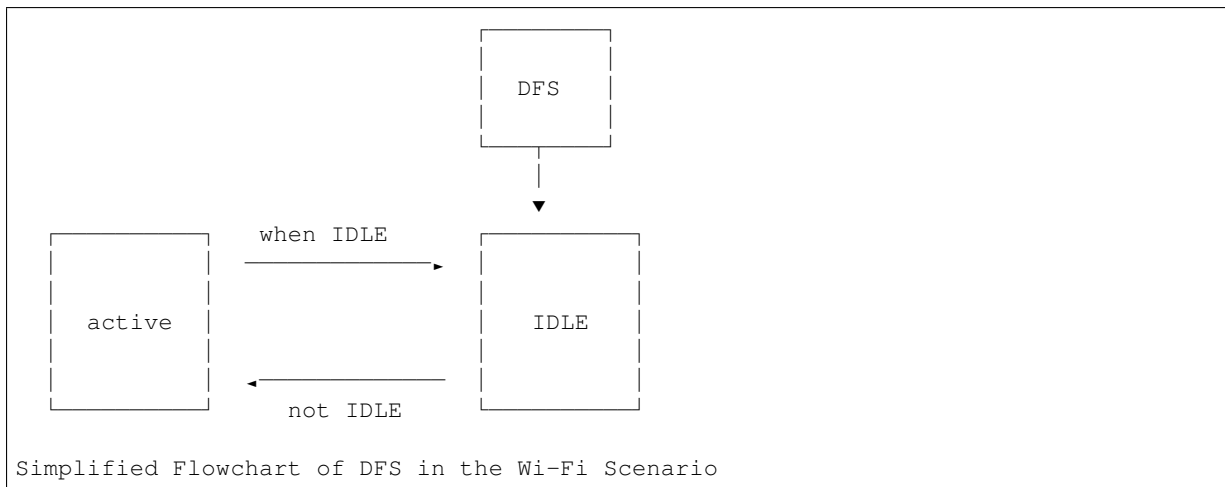 DFS
when IDLE
active
IDLE
not IDLE
Simplified Flowchart of DFS in the Wi-Fi Scenario